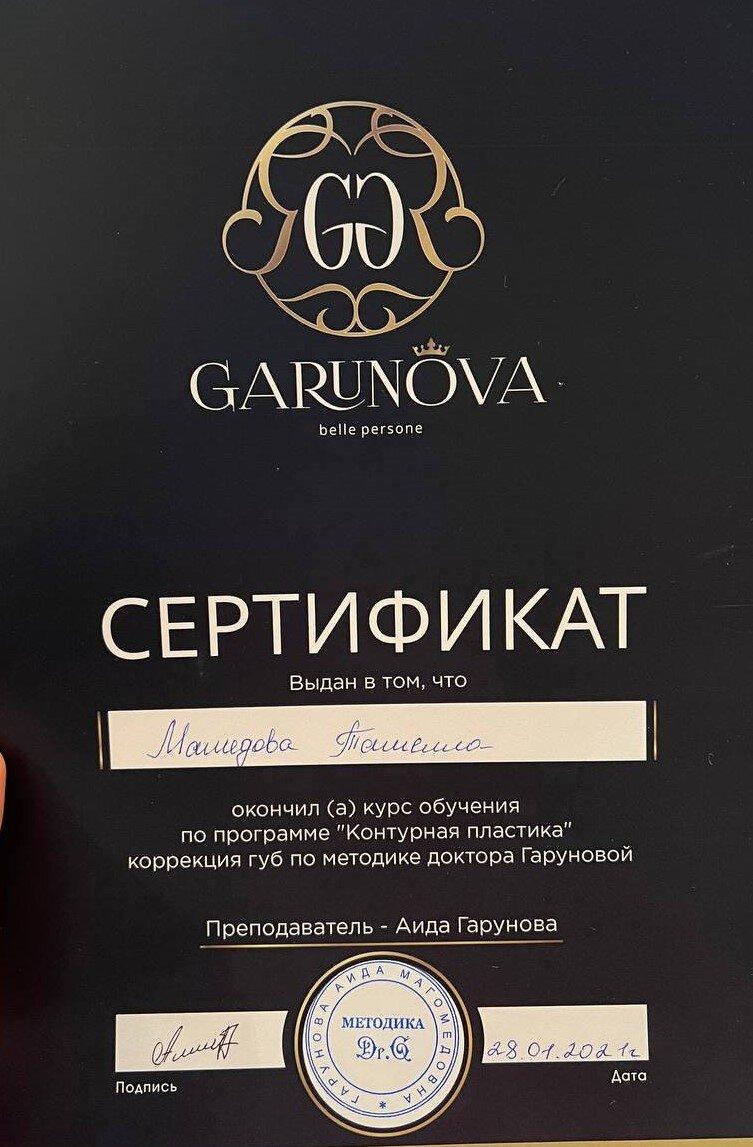 GG
GARUNOVA
belle persone
СЕРТИФИКАТ
Выдан в том, что
Мамедова
окончил (а) курс обучения
по программе "Контурная пластика"
коррекция губ по методике доктора Гаруновой
Преподаватель - Аида Гарунова
ГАРУНОВА АИДА МАГОМЕДОВНА *
МЕТОДИКА
Dr.G
28.01.2021г
Подпись
Дата